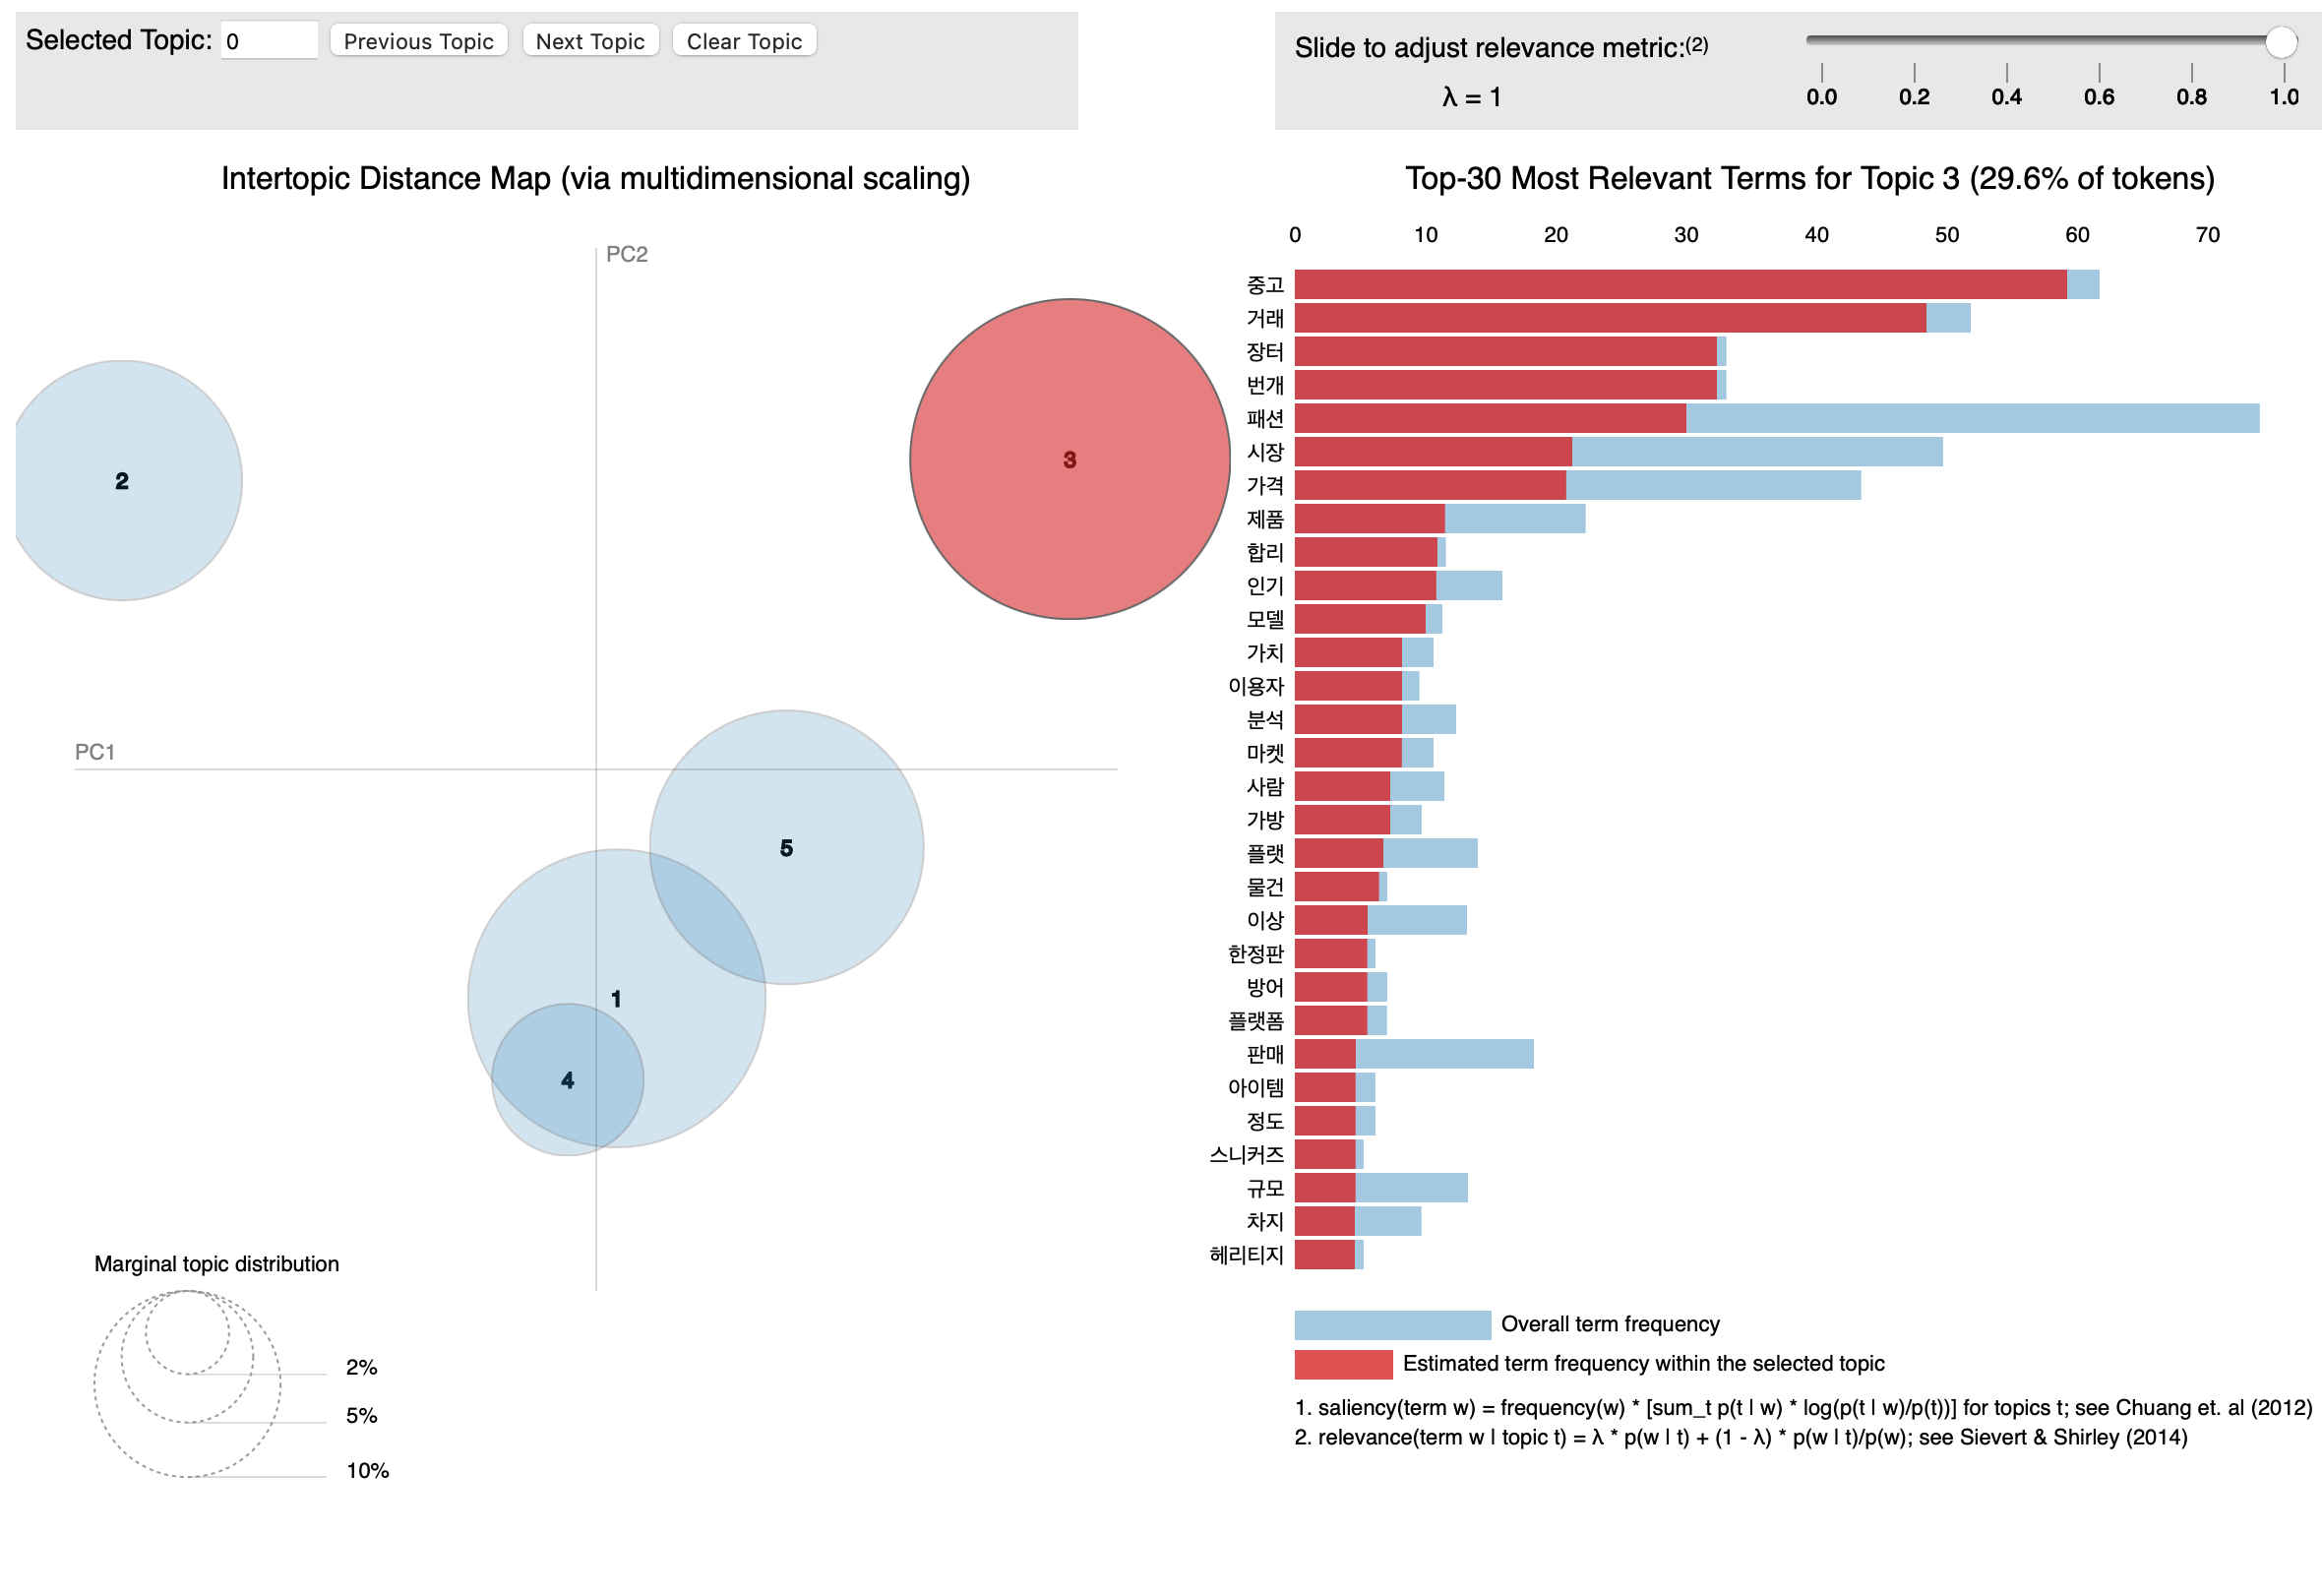 Selected Topic: 0 Previous Topic Next Topic Clear Topic
Slide to adjust relevance metric:(2)
λ = 1
0.0 0.2 0.4 0.6 0.8 1.0
Intertopic Distance Map (via multidimensional scaling)
PC2
PC1
2
3
5
1
4
Marginal topic distribution
2%
5%
10%
Top-30 Most Relevant Terms for Topic 3 (29.6% of tokens)
0 10 20 30 40 50 60 70
중고
거래
장터
번개
패션
시장
가격
제품
합리
인기
모델
가치
이용자
분석
마켓
사람
가방
플랫
물건
이상
한정판
방어
플랫폼
판매
아이템
정도
스니커즈
규모
차지
헤리티지
Overall term frequency
Estimated term frequency within the selected topic
1. saliency(term w) = frequency(w) * [sum_t p(t | w) * log(p(t | w)/p(t))] for topics t; see Chuang et. al (2012)
2. relevance(term w | topic t) = λ * p(w | t) + (1 - λ) * p(w | t)/p(w); see Sievert & Shirley (2014)